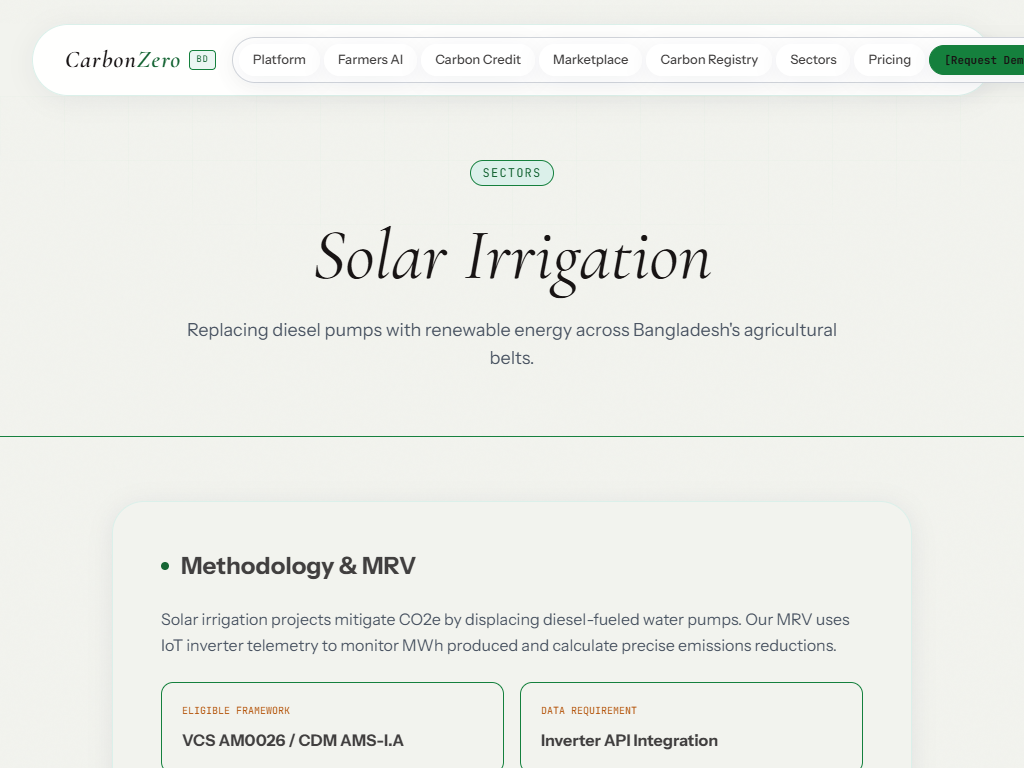 CarbonZero BD Platform Farmers AI Carbon Credit Marketplace Carbon Registry Sectors Pricing [Request Dem
SECTORS
Solar Irrigation
Replacing diesel pumps with renewable energy across Bangladesh's agricultural
belts.
Methodology & MRV
Solar irrigation projects mitigate CO2e by displacing diesel-fueled water pumps. Our MRV uses
IoT inverter telemetry to monitor MWh produced and calculate precise emissions reductions.
ELIGIBLE FRAMEWORK
VCS AM0026 / CDM AMS-I.A
DATA REQUIREMENT
Inverter API Integration